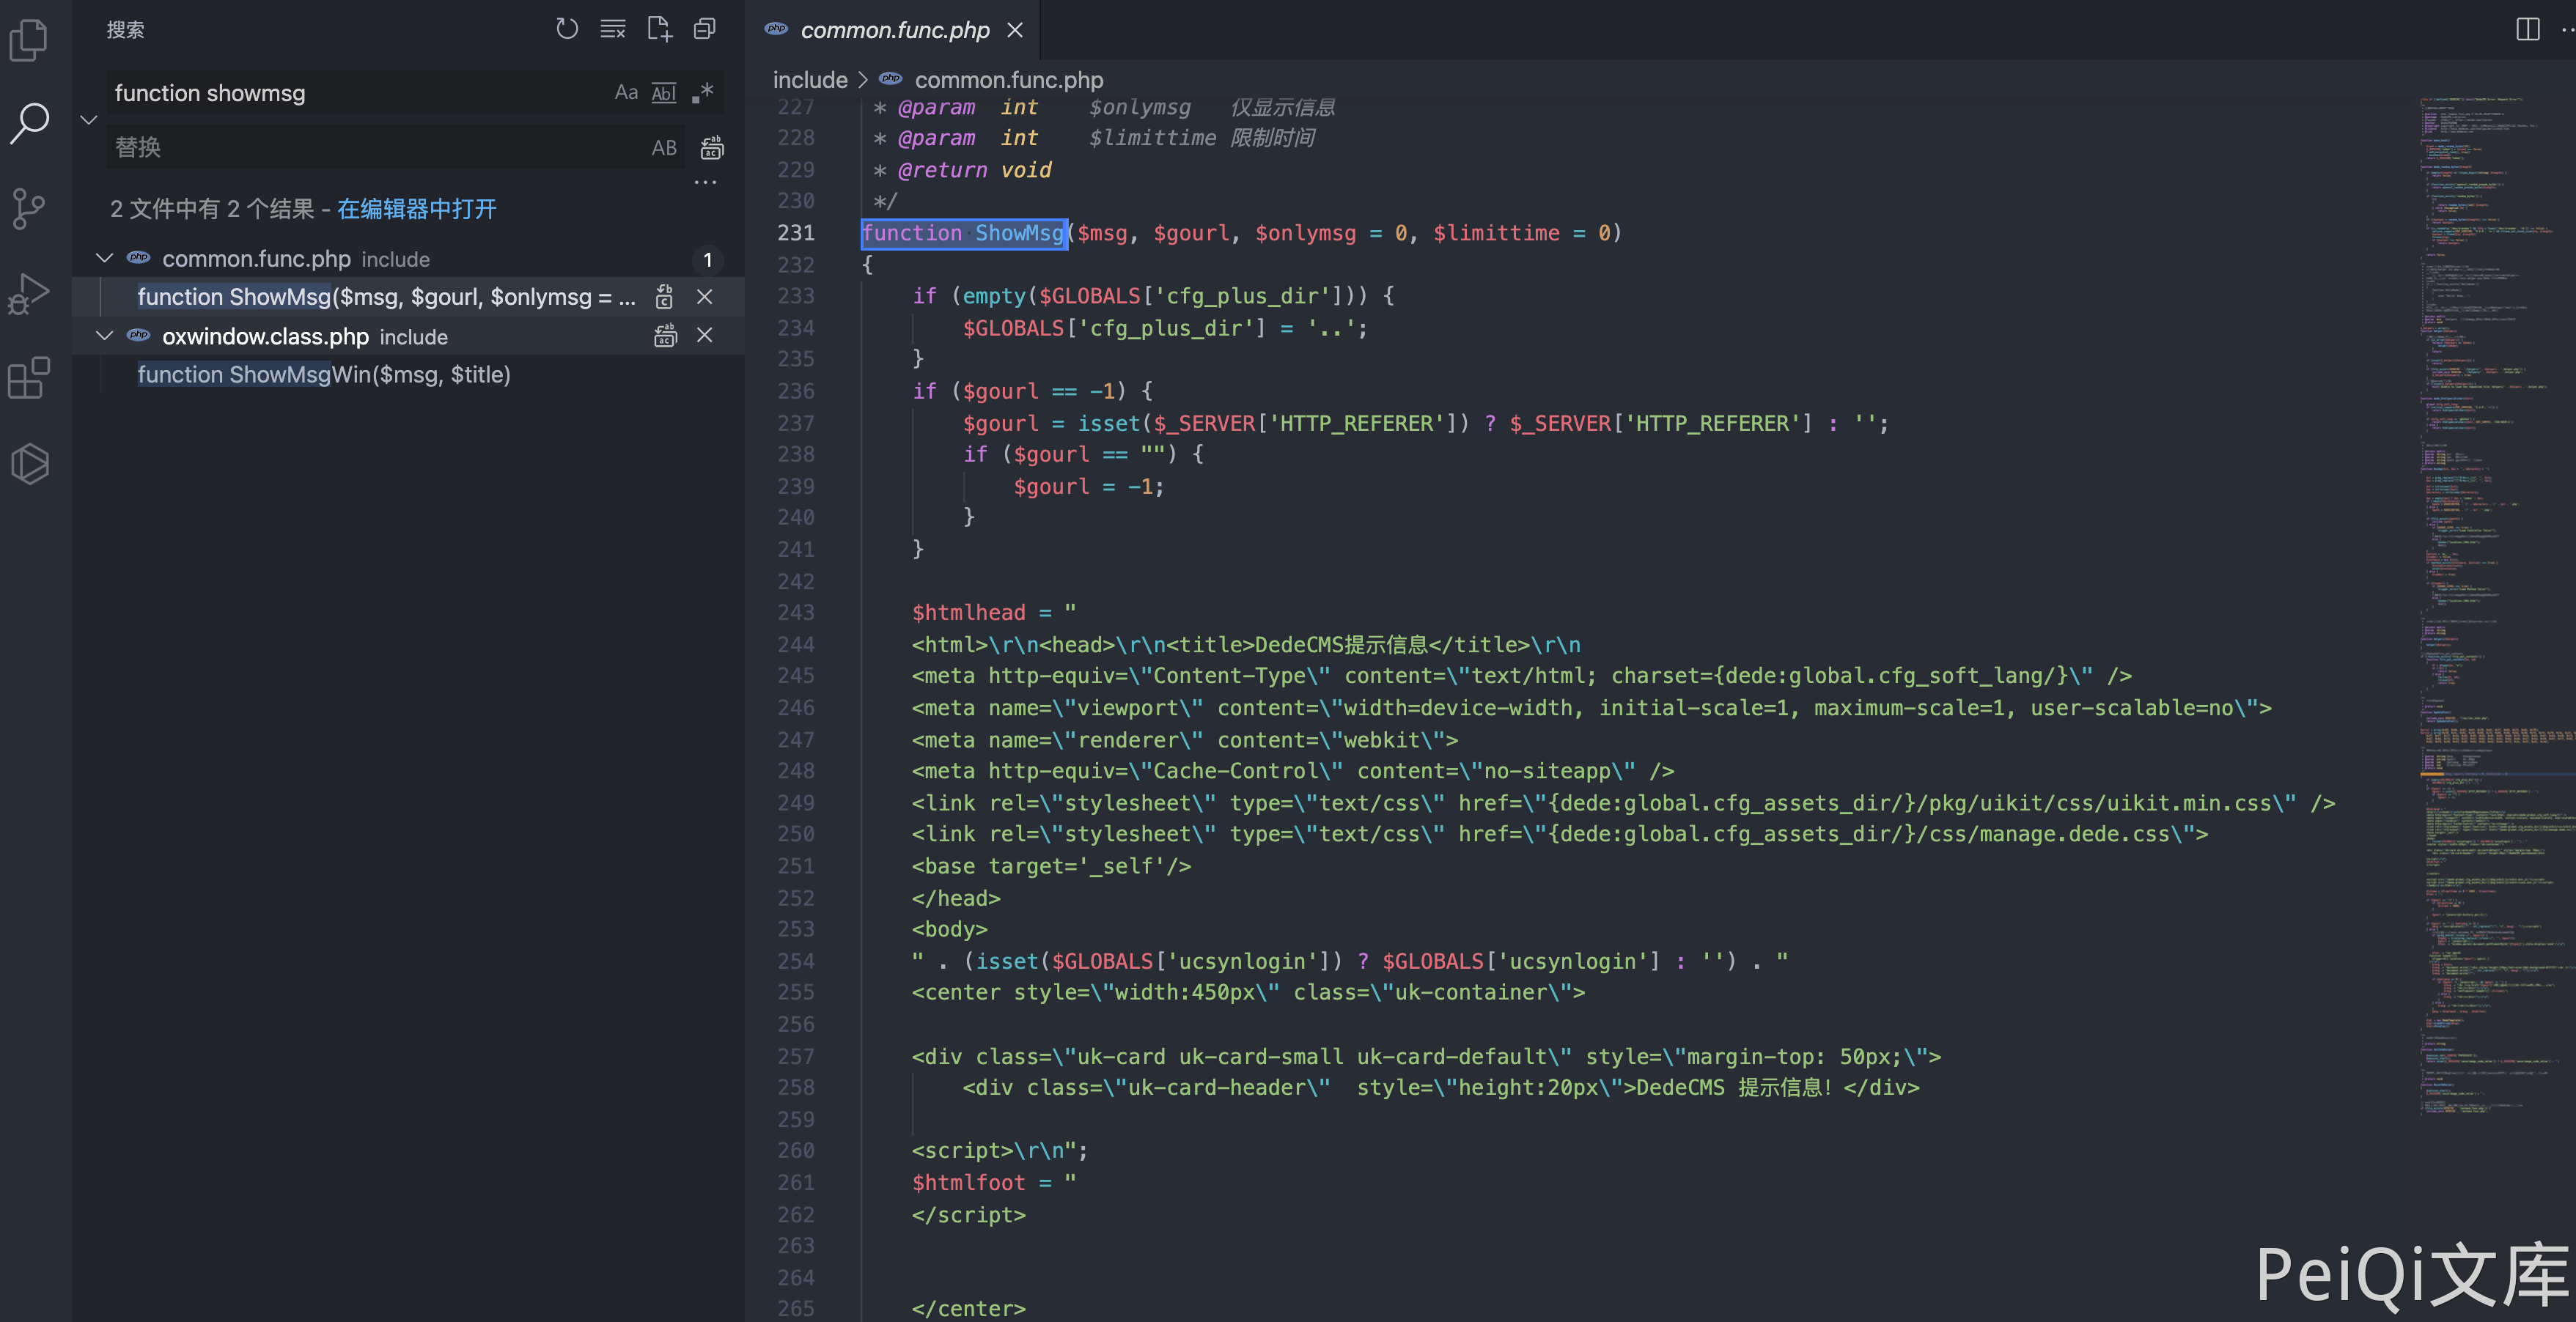 搜索
function showmsg
Aa Abl .*
替换
AB
...
2 文件中有 2 个结果 - 在编辑器中打开
common.func.php include 1
function ShowMsg($msg, $gourl, $onlymsg = ...
oxwindow.class.php include
function ShowMsgWin($msg, $title)
common.func.php
include > common.func.php
227 * @param int $onlymsg 仅显示信息
228 * @param int $limittime 限制时间
229 * @return void
230 */
231 function ShowMsg($msg, $gourl, $onlymsg = 0, $limittime = 0)
232 {
233 if (empty($GLOBALS['cfg_plus_dir'])) {
234 $GLOBALS['cfg_plus_dir'] = '..';
235 }
236 if ($gourl == -1) {
237 $gourl = isset($_SERVER['HTTP_REFERER']) ? $_SERVER['HTTP_REFERER'] : '';
238 if ($gourl == "") {
239 $gourl = -1;
240 }
241 }
242
243 $htmlhead = "
244 <html>\r\n<head>\r\n<title>DedeCMS提示信息</title>\r\n
245 <meta http-equiv=\"Content-Type\" content=\"text/html; charset={dede:global.cfg_soft_lang/}\" />
246 <meta name=\"viewport\" content=\"width=device-width, initial-scale=1, maximum-scale=1, user-scalable=no\">
247 <meta name=\"renderer\" content=\"webkit\">
248 <meta http-equiv=\"Cache-Control\" content=\"no-siteapp\" />
249 <link rel=\"stylesheet\" type=\"text/css\" href=\"{dede:global.cfg_assets_dir/}/pkg/uikit/css/uikit.min.css\" />
250 <link rel=\"stylesheet\" type=\"text/css\" href=\"{dede:global.cfg_assets_dir/}/css/manage.dede.css\">
251 <base target='_self'/>
252 </head>
253 <body>
254 " . (isset($GLOBALS['ucsynlogin']) ? $GLOBALS['ucsynlogin'] : '') . "
255 <center style=\"width:450px\" class=\"uk-container\">
256
257 <div class=\"uk-card uk-card-small uk-card-default\" style=\"margin-top: 50px;\">
258 <div class=\"uk-card-header\"  style=\"height:20px\">DedeCMS 提示信息！</div>
259
260 <script>\r\n";
261 $htmlfoot = "
262 </script>
263
264
265 </center>
PeiQi文库